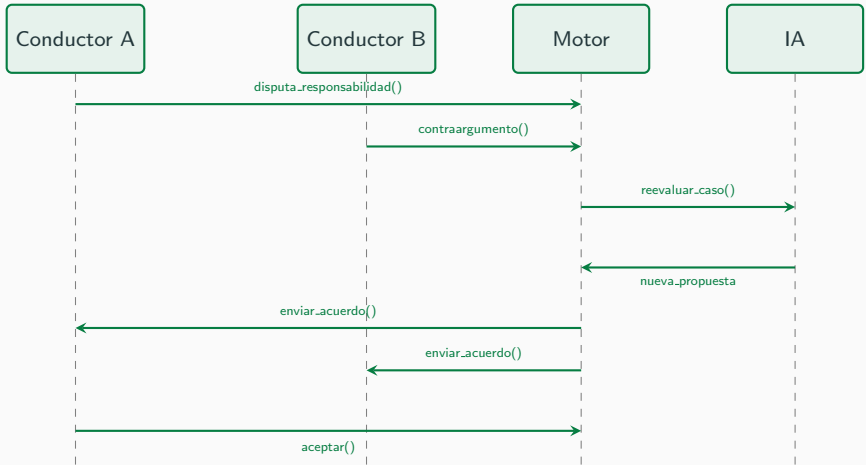 Conductor A
Conductor B
Motor
IA
disputa_responsabilidad()
contraargumento()
reevaluar_caso()
nueva_propuesta
enviar_acuerdo()
enviar_acuerdo()
aceptar()